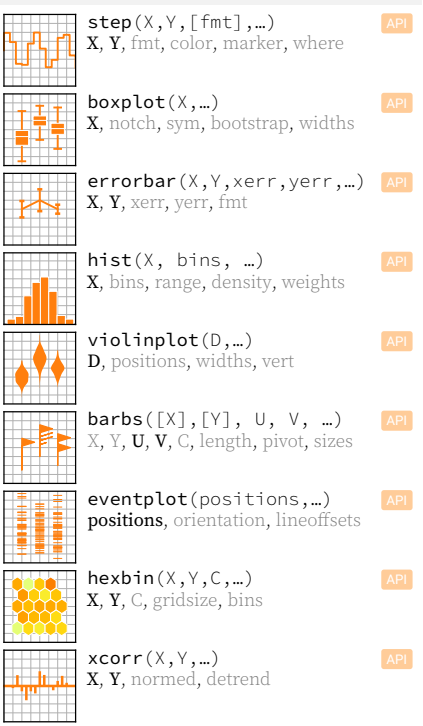 step(X,Y,[fmt],…) API
X, Y, fmt, color, marker, where
boxplot(X,…) API
X, notch, sym, bootstrap, widths
errorbar(X,Y,xerr,yerr,…) API
X, Y, xerr, yerr, fmt
hist(X, bins, …) API
X, bins, range, density, weights
violinplot(D,…) API
D, positions, widths, vert
barbs([X],[Y], U, V, …) API
X, Y, U, V, C, length, pivot, sizes
eventplot(positions,…) API
positions, orientation, lineoffsets
hexbin(X,Y,C,…) API
X, Y, C, gridsize, bins
xcorr(X,Y,…) API
X, Y, normed, detrend